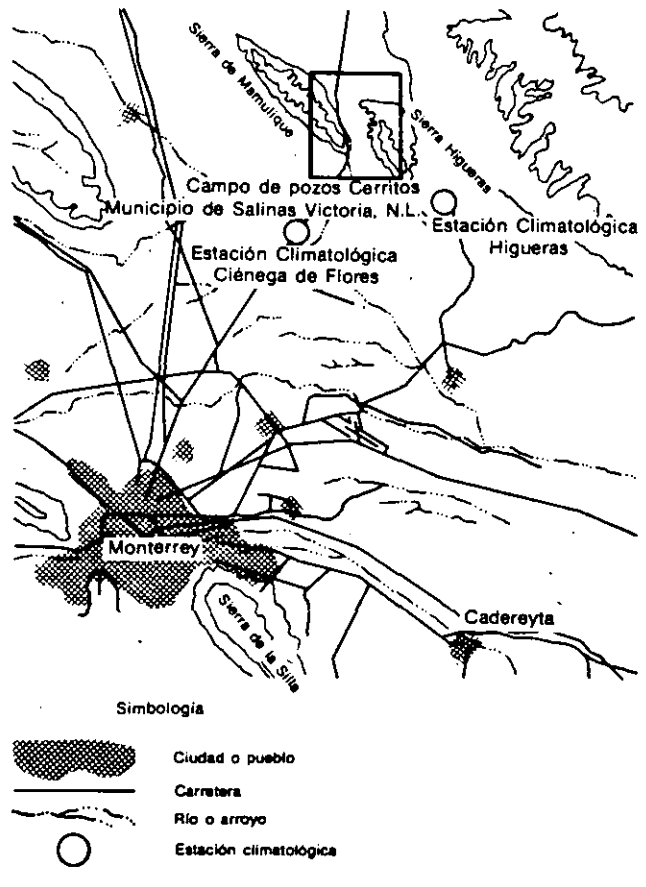 Sierra de Mamulique
Sierra Higueras
Campo de pozos Cerritos
Municipio de Salinas Victoria, N.L.
Estación Climatológica
Higueras
Estación Climatológica
Ciénega de Flores
Monterrey
Sierra de la Silla
Cadereyta
Simbología
Ciudad o pueblo
Carretera
Río o arroyo
Estación climatológica